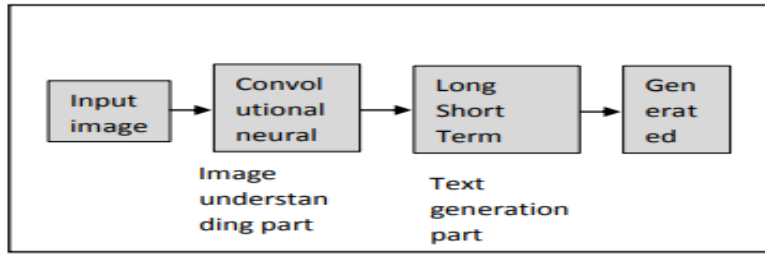 Input
image
Convol
utional
neural
Long
Short
Term
Gen
erat
ed
Image
understan
ding part
Text
generation
part